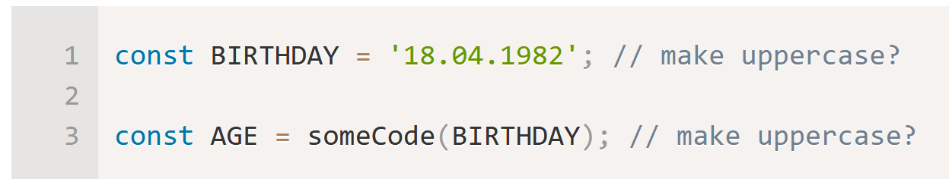 1 const BIRTHDAY = '18.04.1982'; // make uppercase?
2
3 const AGE = someCode(BIRTHDAY); // make uppercase?